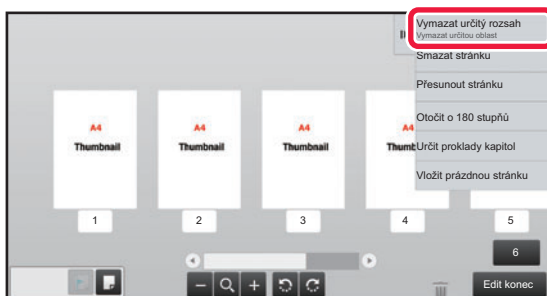 Vymazat určitý rozsah
Vymazat určitou oblast
Smazat stránku
Přesunout stránku
Otočit o 180 stupňů
Určit proklady kapitol
Vložit prázdnou stránku
A4
Thumbnail
A4
Thumbnail
A4
Thumbnail
A4
Thumb
1
2
3
4
5
6
Edit konec